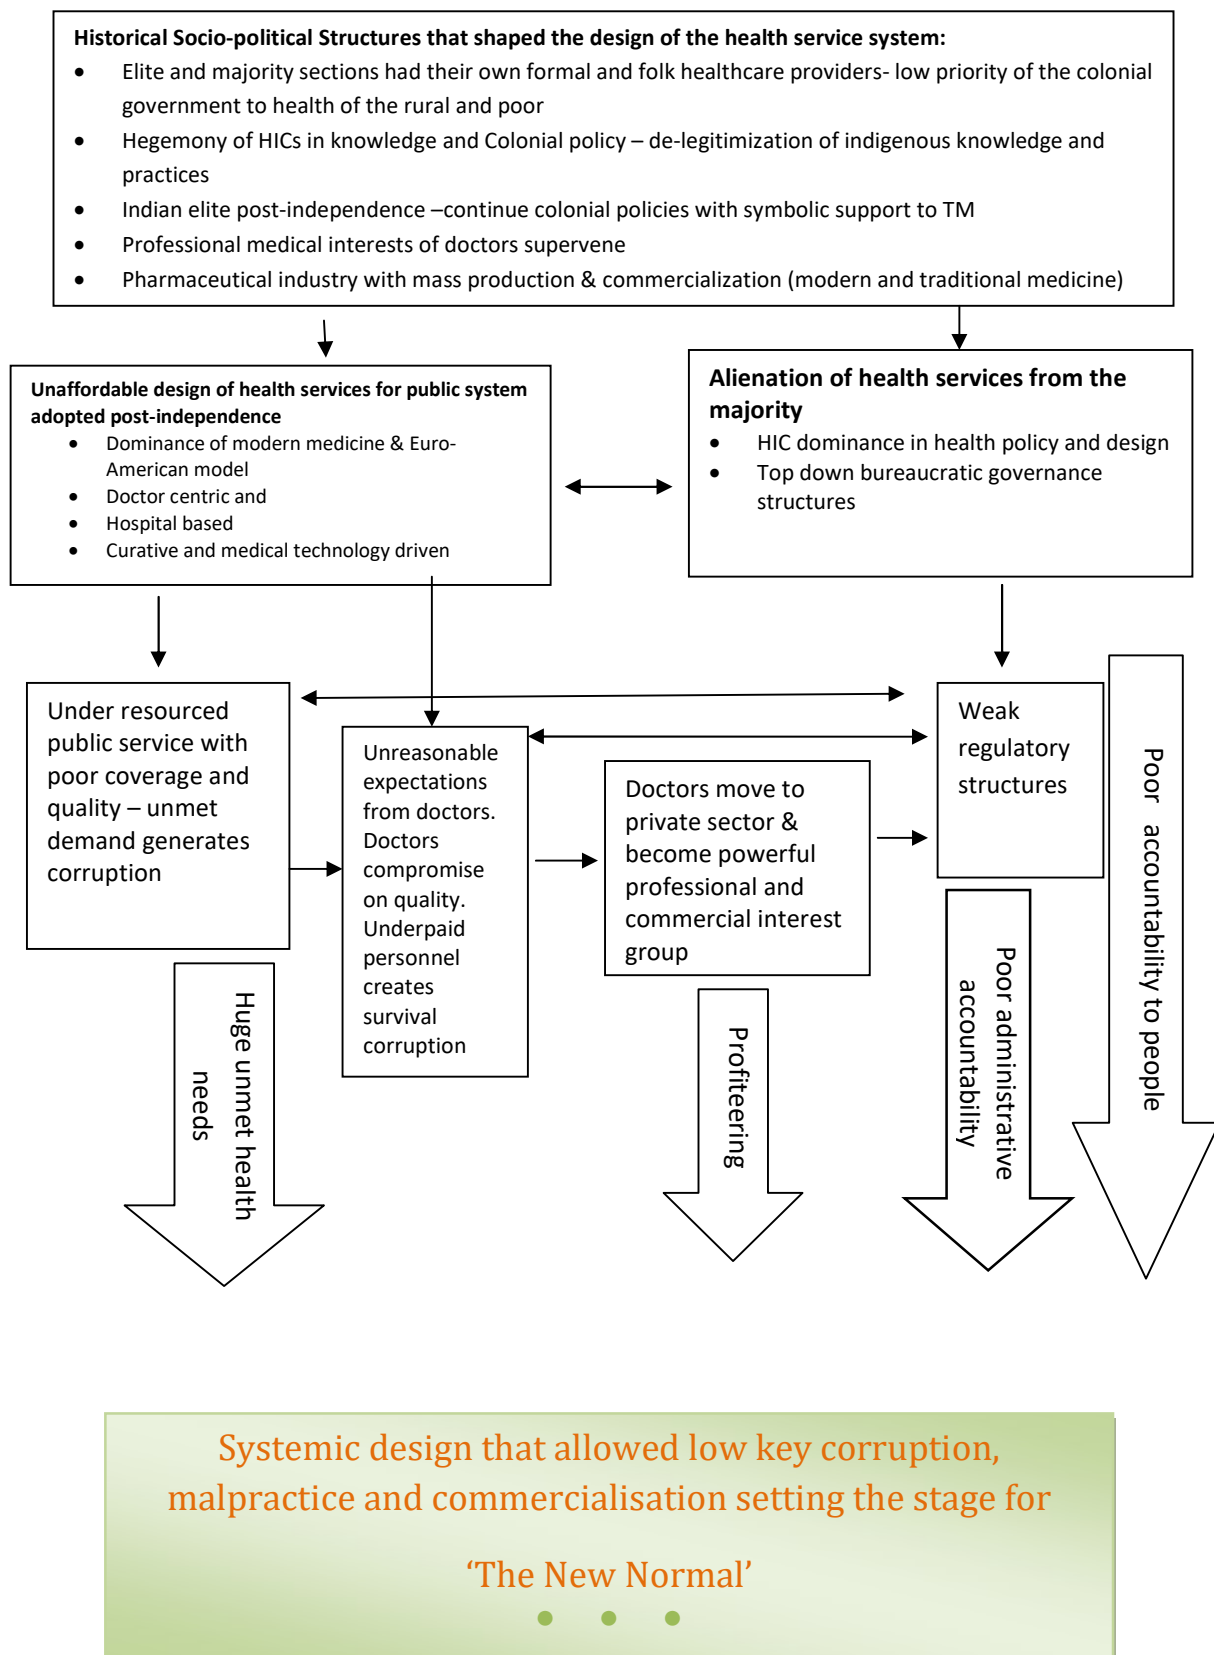 Historical Socio-political Structures that shaped the design of the health service system:
• Elite and majority sections had their own formal and folk healthcare providers- low priority of the colonial
government to health of the rural and poor
• Hegemony of HICs in knowledge and Colonial policy – de-legitimization of indigenous knowledge and
practices
• Indian elite post-independence –continue colonial policies with symbolic support to TM
• Professional medical interests of doctors supervene
• Pharmaceutical industry with mass production & commercialization (modern and traditional medicine)
Unaffordable design of health services for public system
adopted post-independence
• Dominance of modern medicine & Euro-
American model
• Doctor centric and
• Hospital based
• Curative and medical technology driven
Alienation of health services from the
majority
• HIC dominance in health policy and design
• Top down bureaucratic governance
structures
Under resourced
public service with
poor coverage and
quality – unmet
demand generates
corruption
Unreasonable
expectations
from doctors.
Doctors
compromise
on quality.
Underpaid
personnel
creates
survival
corruption
Doctors move to
private sector &
become powerful
professional and
commercial interest
group
Weak
regulatory
structures
Huge unmet health
needs
Profiteering
Poor administrative
accountability
Poor accountability to people
Systemic design that allowed low key corruption,
malpractice and commercialisation setting the stage for
‘The New Normal’